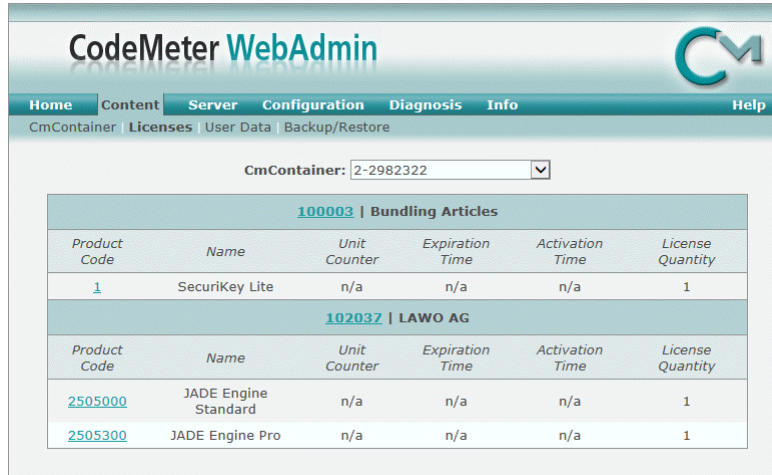 CodeMeter WebAdmin
CM
Home Content Server Configuration Diagnosis Info Help
CmContainer | Licenses | User Data | Backup/Restore
CmContainer: 2-2982322
100003 | Bundling Articles
Product Code Name Unit Counter Expiration Time Activation Time License Quantity
1 SecuriKey Lite n/a n/a n/a 1
102037 | LAWO AG
Product Code Name Unit Counter Expiration Time Activation Time License Quantity
2505000 JADE Engine Standard n/a n/a n/a 1
2505300 JADE Engine Pro n/a n/a n/a 1